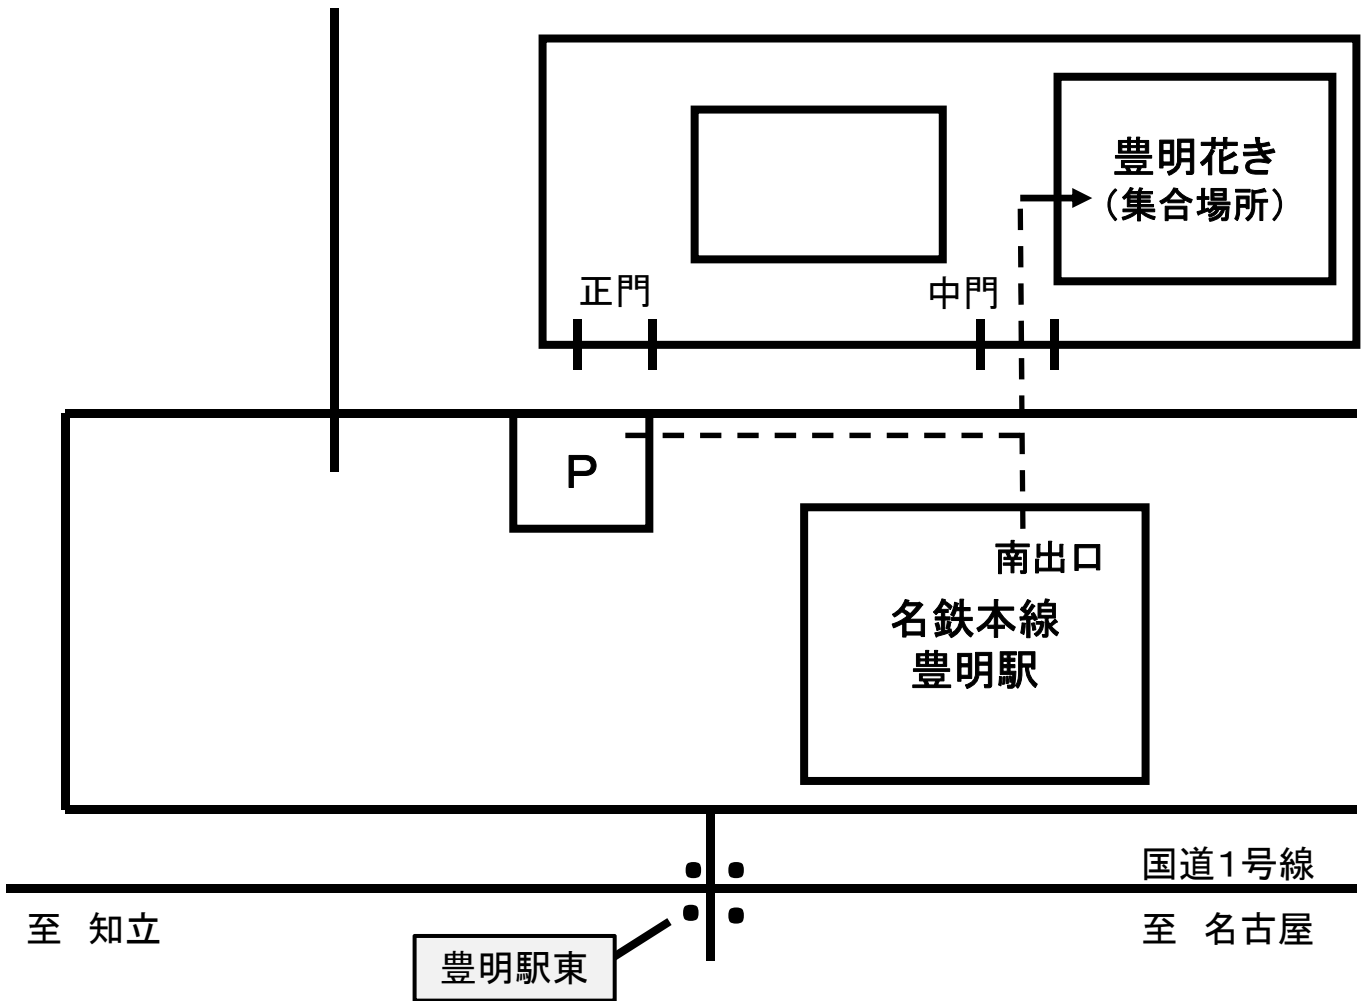 豊明花き
（集合場所）
正門
中門
P
南出口
名鉄本線
豊明駅
国道1号線
至 知立
至 名古屋
豊明駅東